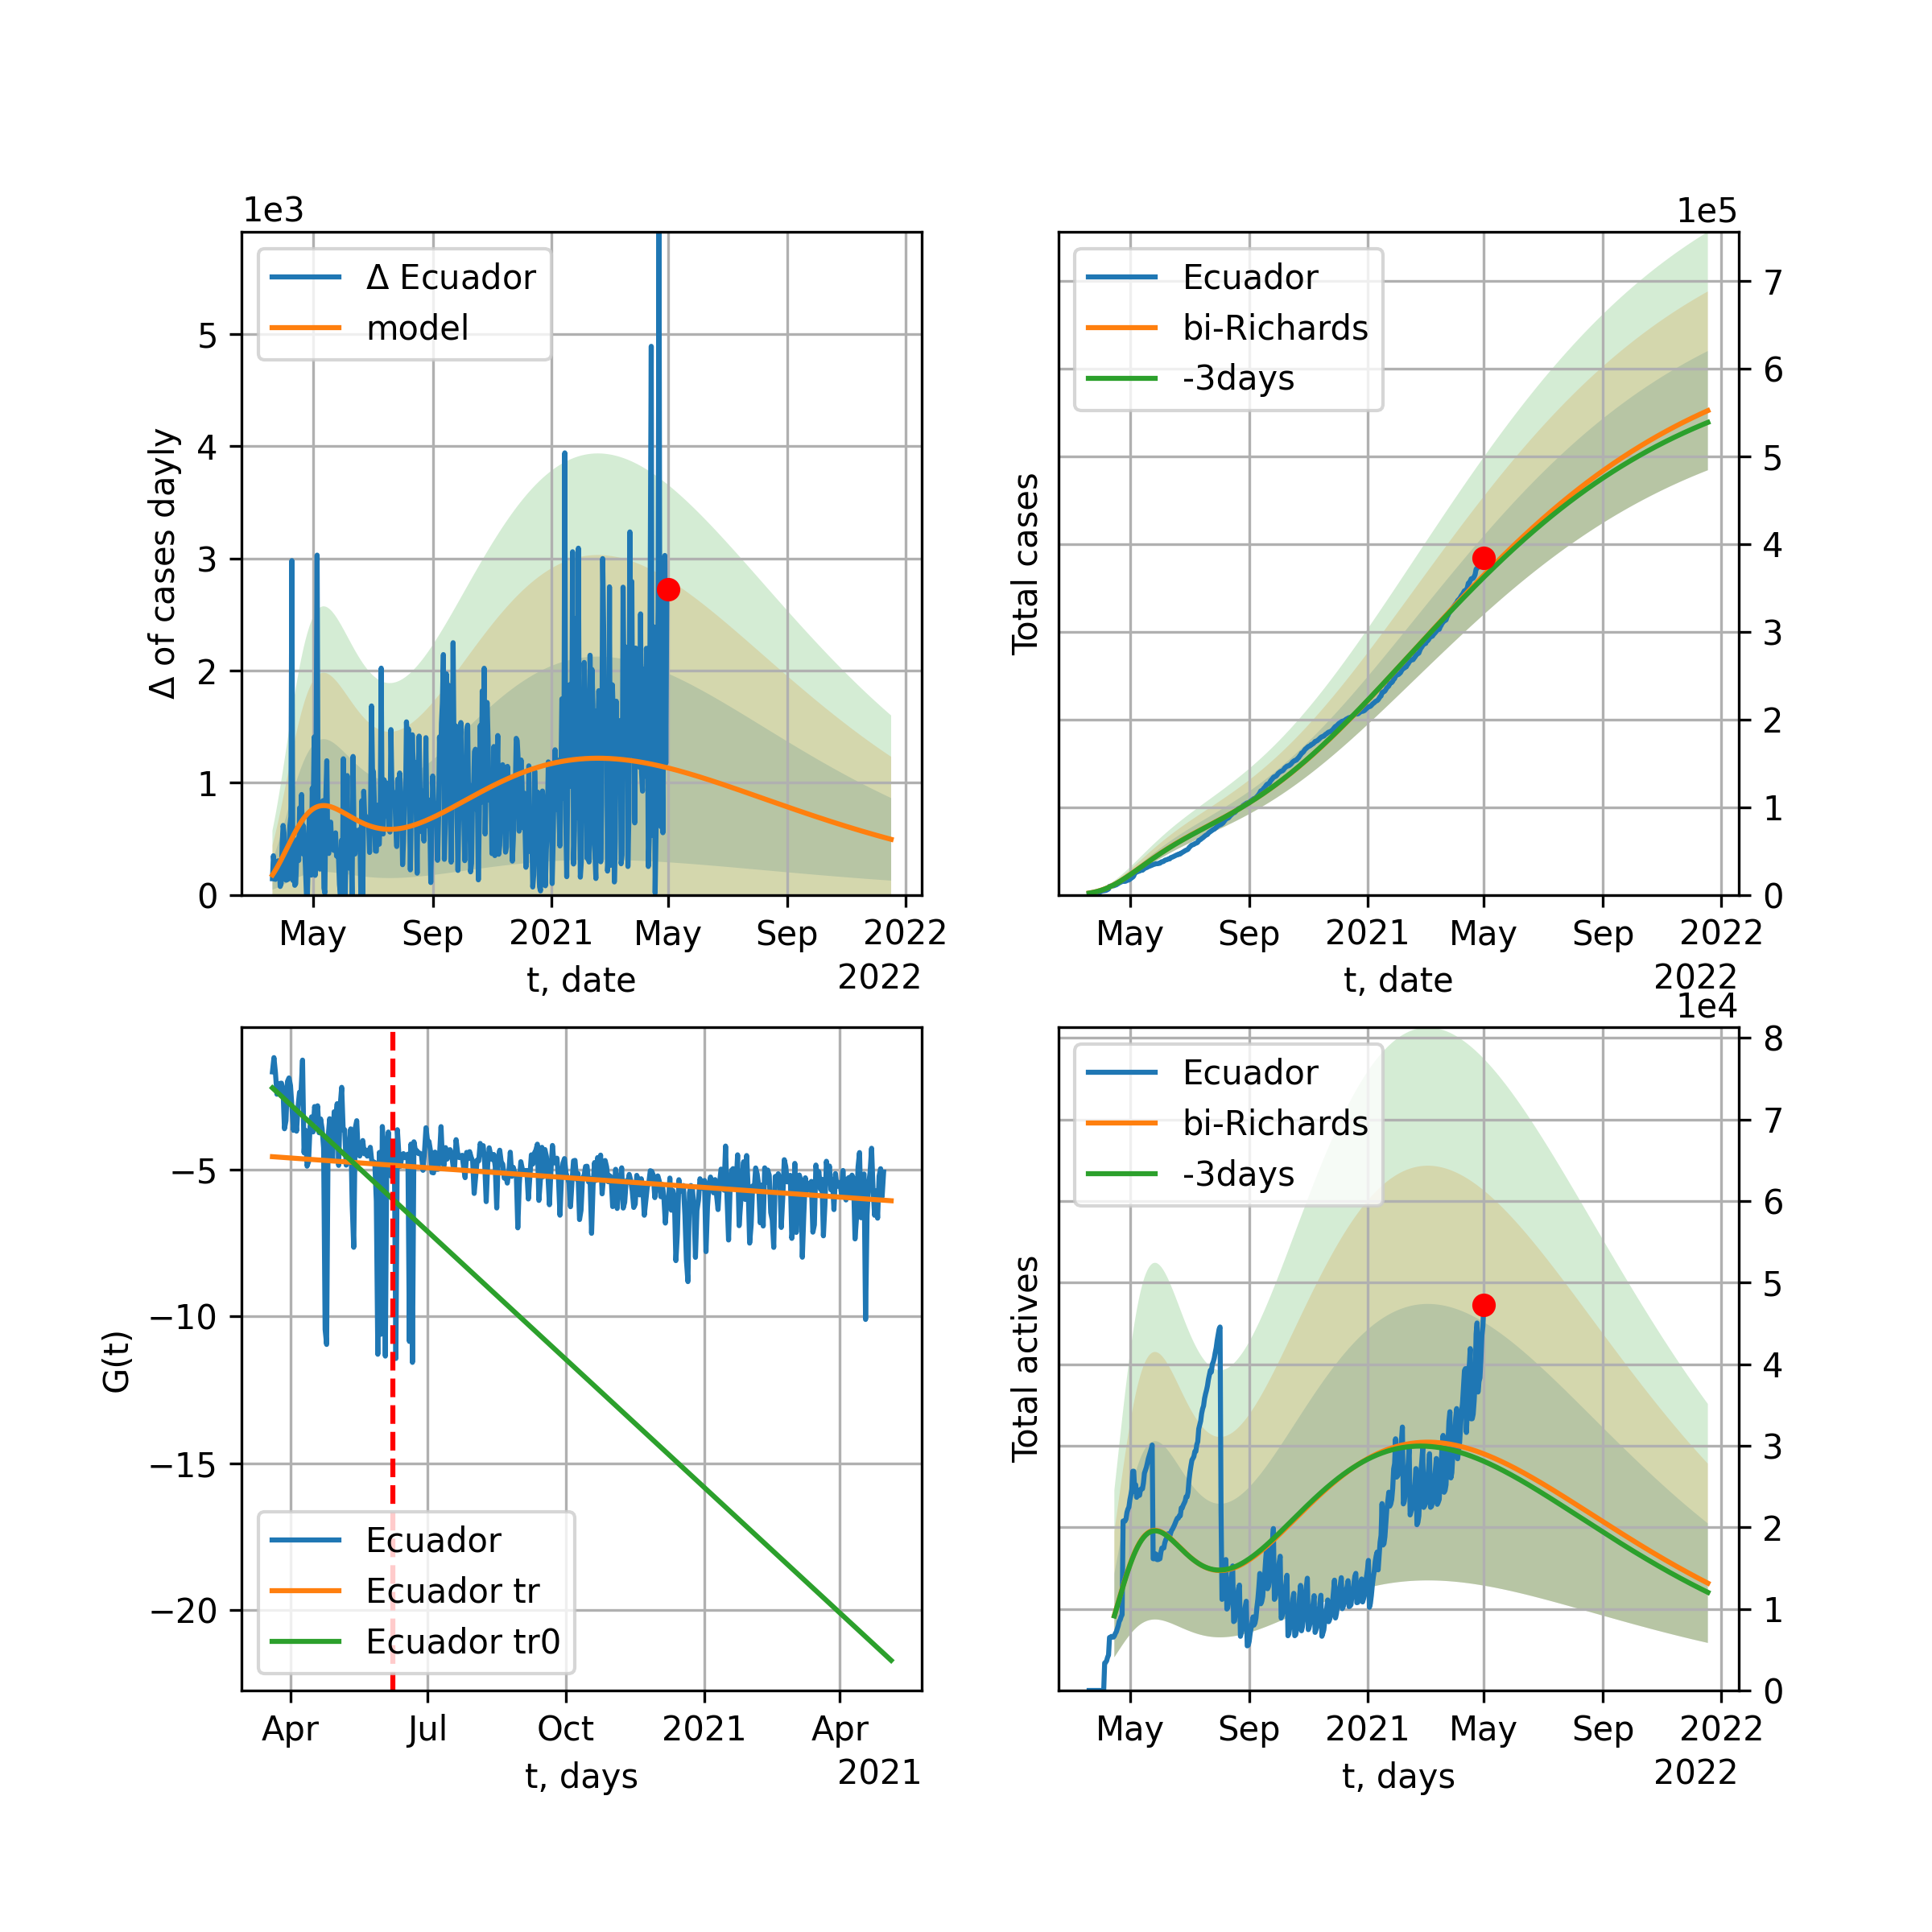 1e3
Δ Ecuador
model
5
4
3
2
1
0
Δ of cases dayly
May Sep 2021 May Sep 2022
t, date
2022
1e5
Ecuador
bi-Richards
-3days
7
6
5
4
3
2
1
0
Total cases
May Sep 2021 May Sep 2022
t, date
2022
−5
−10
−15
−20
G(t)
Ecuador
Ecuador tr
Ecuador tr0
Apr Jul Oct 2021 Apr
t, days
2021
1e4
Ecuador
bi-Richards
-3days
8
7
6
5
4
3
2
1
0
Total actives
May Sep 2021 May Sep 2022
t, days
2022